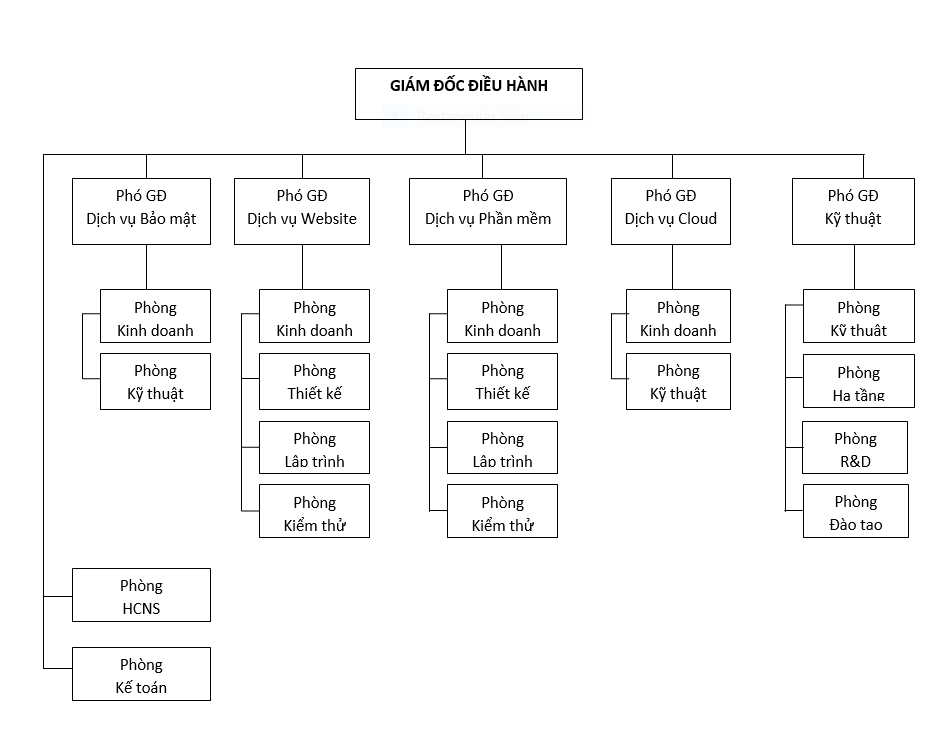 GIÁM ĐỐC ĐIỀU HÀNH
Phó GĐ
Dịch vụ Bảo mật
Phó GĐ
Dịch vụ Website
Phó GĐ
Dịch vụ Phần mềm
Phó GĐ
Dịch vụ Cloud
Phó GĐ
Kỹ thuật
Phòng
Kinh doanh
Phòng
Kỹ thuật
Phòng
Kinh doanh
Phòng
Thiết kế
Phòng
Lập trình
Phòng
Kiểm thử
Phòng
Kinh doanh
Phòng
Thiết kế
Phòng
Lập trình
Phòng
Kiểm thử
Phòng
Kinh doanh
Phòng
Kỹ thuật
Phòng
Kỹ thuật
Phòng
Hạ tầng
Phòng
R&D
Phòng
Đào tạo
Phòng
HCNS
Phòng
Kế toán